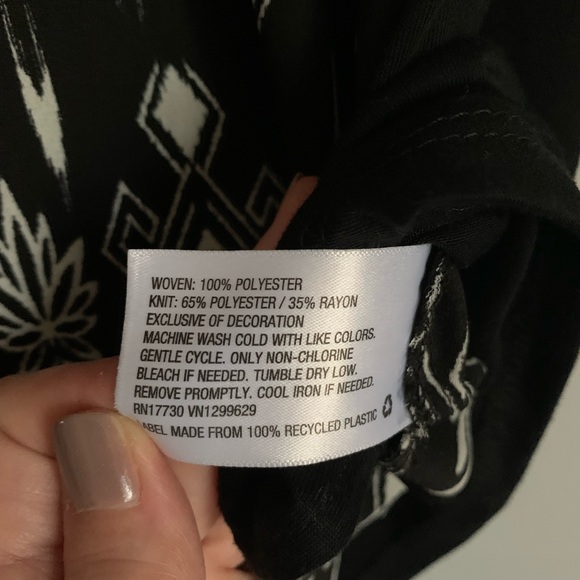 WOVEN: 100% POLYESTER
KNIT: 65% POLYESTER / 35% RAYON
EXCLUSIVE OF DECORATION
MACHINE WASH COLD WITH LIKE COLORS.
GENTLE CYCLE. ONLY NON-CHLORINE
BLEACH IF NEEDED. TUMBLE DRY LOW.
REMOVE PROMPTLY. COOL IRON IF NEEDED.
RN17730 VN1299629
LABEL MADE FROM 100% RECYCLED PLASTIC